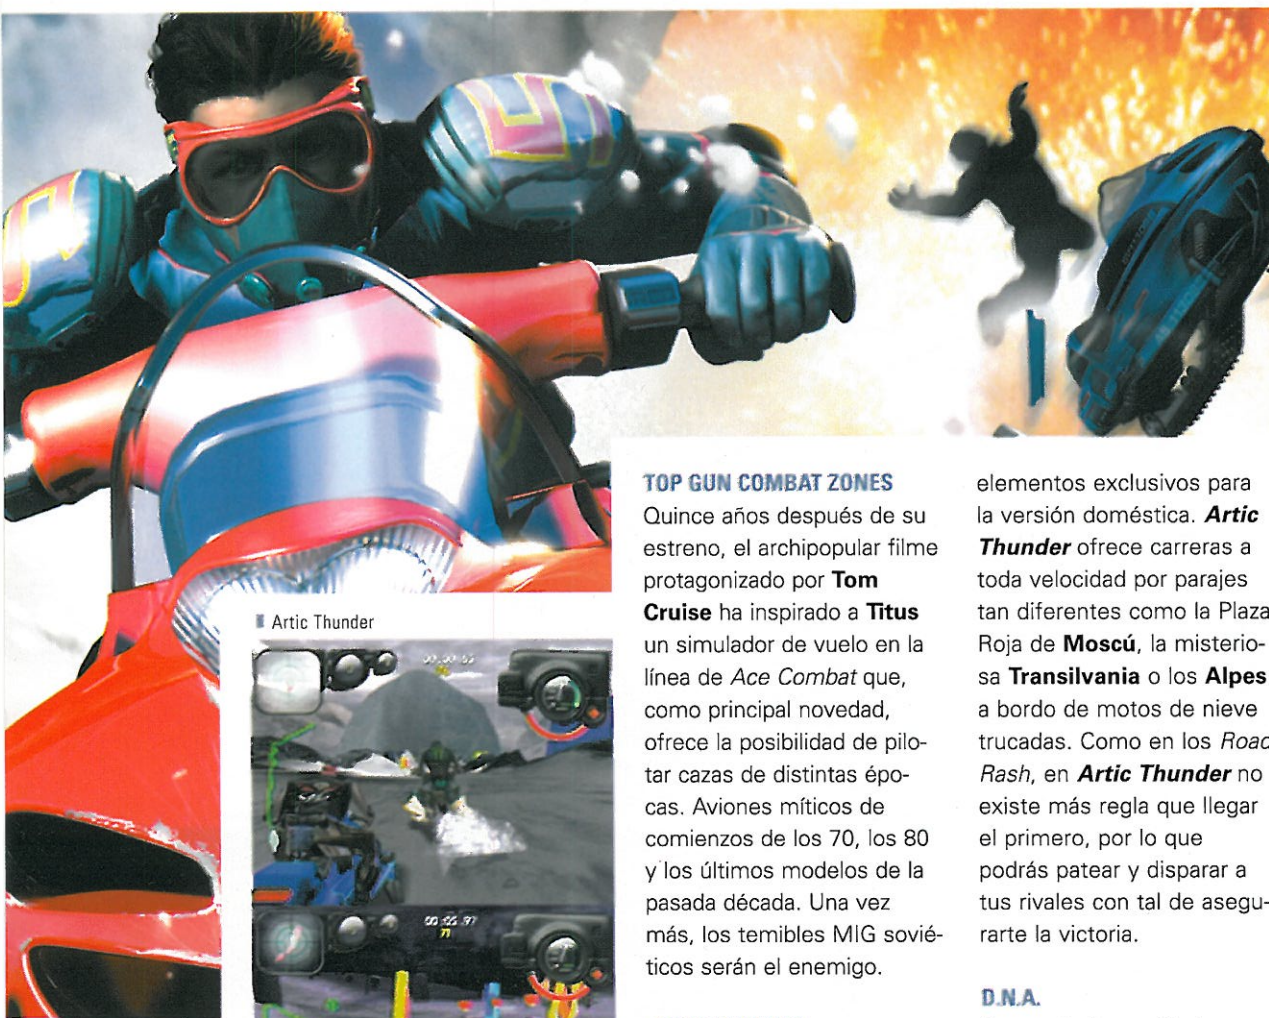 TOP GUN COMBAT ZONES
Quince años después de su
estreno, el archipopular filme
protagonizado por Tom
Cruise ha inspirado a Titus
un simulador de vuelo en la
línea de Ace Combat que,
como principal novedad,
ofrece la posibilidad de pilo-
tar cazas de distintas épo-
cas. Aviones míticos de
comienzos de los 70, los 80
y los últimos modelos de la
pasada década. Una vez
más, los temibles MIG sovié-
ticos serán el enemigo.
elementos exclusivos para
la versión doméstica. Artic
Thunder ofrece carreras a
toda velocidad por parajes
tan diferentes como la Plaza
Roja de Moscú, la misterio-
sa Transilvania o los Alpes
a bordo de motos de nieve
trucadas. Como en los Road
Rash, en Artic Thunder no
existe más regla que llegar
el primero, por lo que
podrás patear y disparar a
tus rivales con tal de asegu-
rarte la victoria.
D.N.A.
Artic Thunder